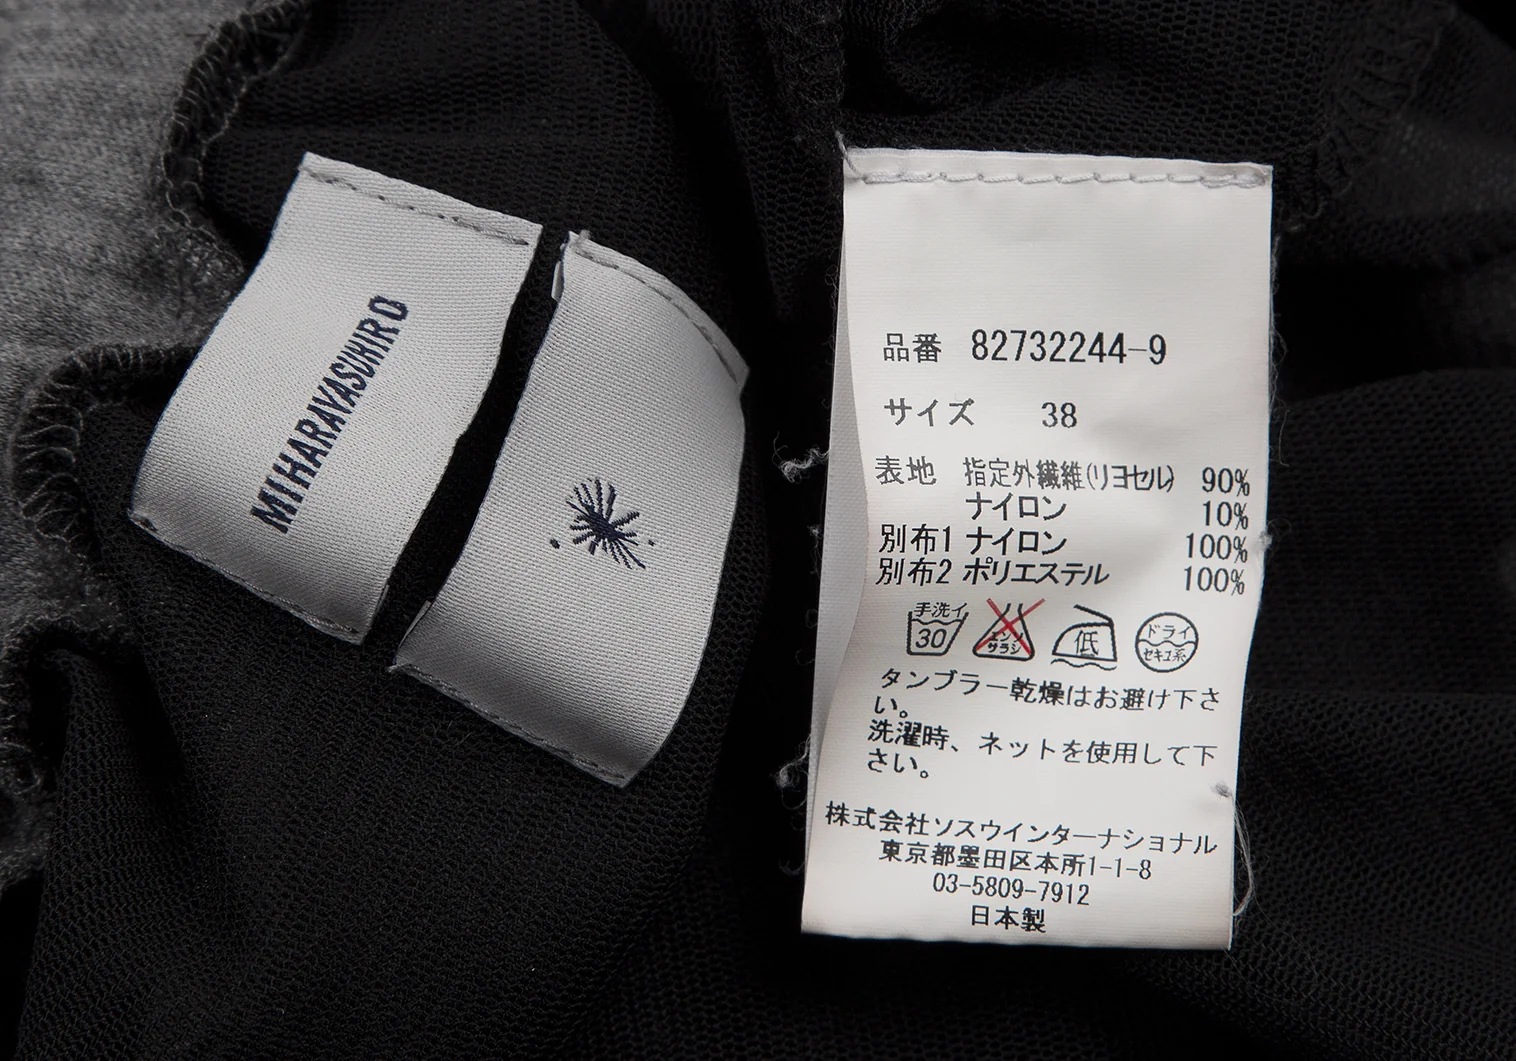 MIHARAYASUHIRO
品番 82732244-9
サイズ 38
表地 指定外繊維(リヨセル) 90%
ナイロン 10%
別布1 ナイロン 100%
別布2 ポリエステル 100%
手洗イ 30
エンソ サラシ
低
ドライ セキユ系
タンブラー乾燥はお避け下さ
い。
洗濯時、ネットを使用して下
さい。
株式会社ソスウインターナショナル
東京都墨田区本所1-1-8
03-5809-7912
日本製